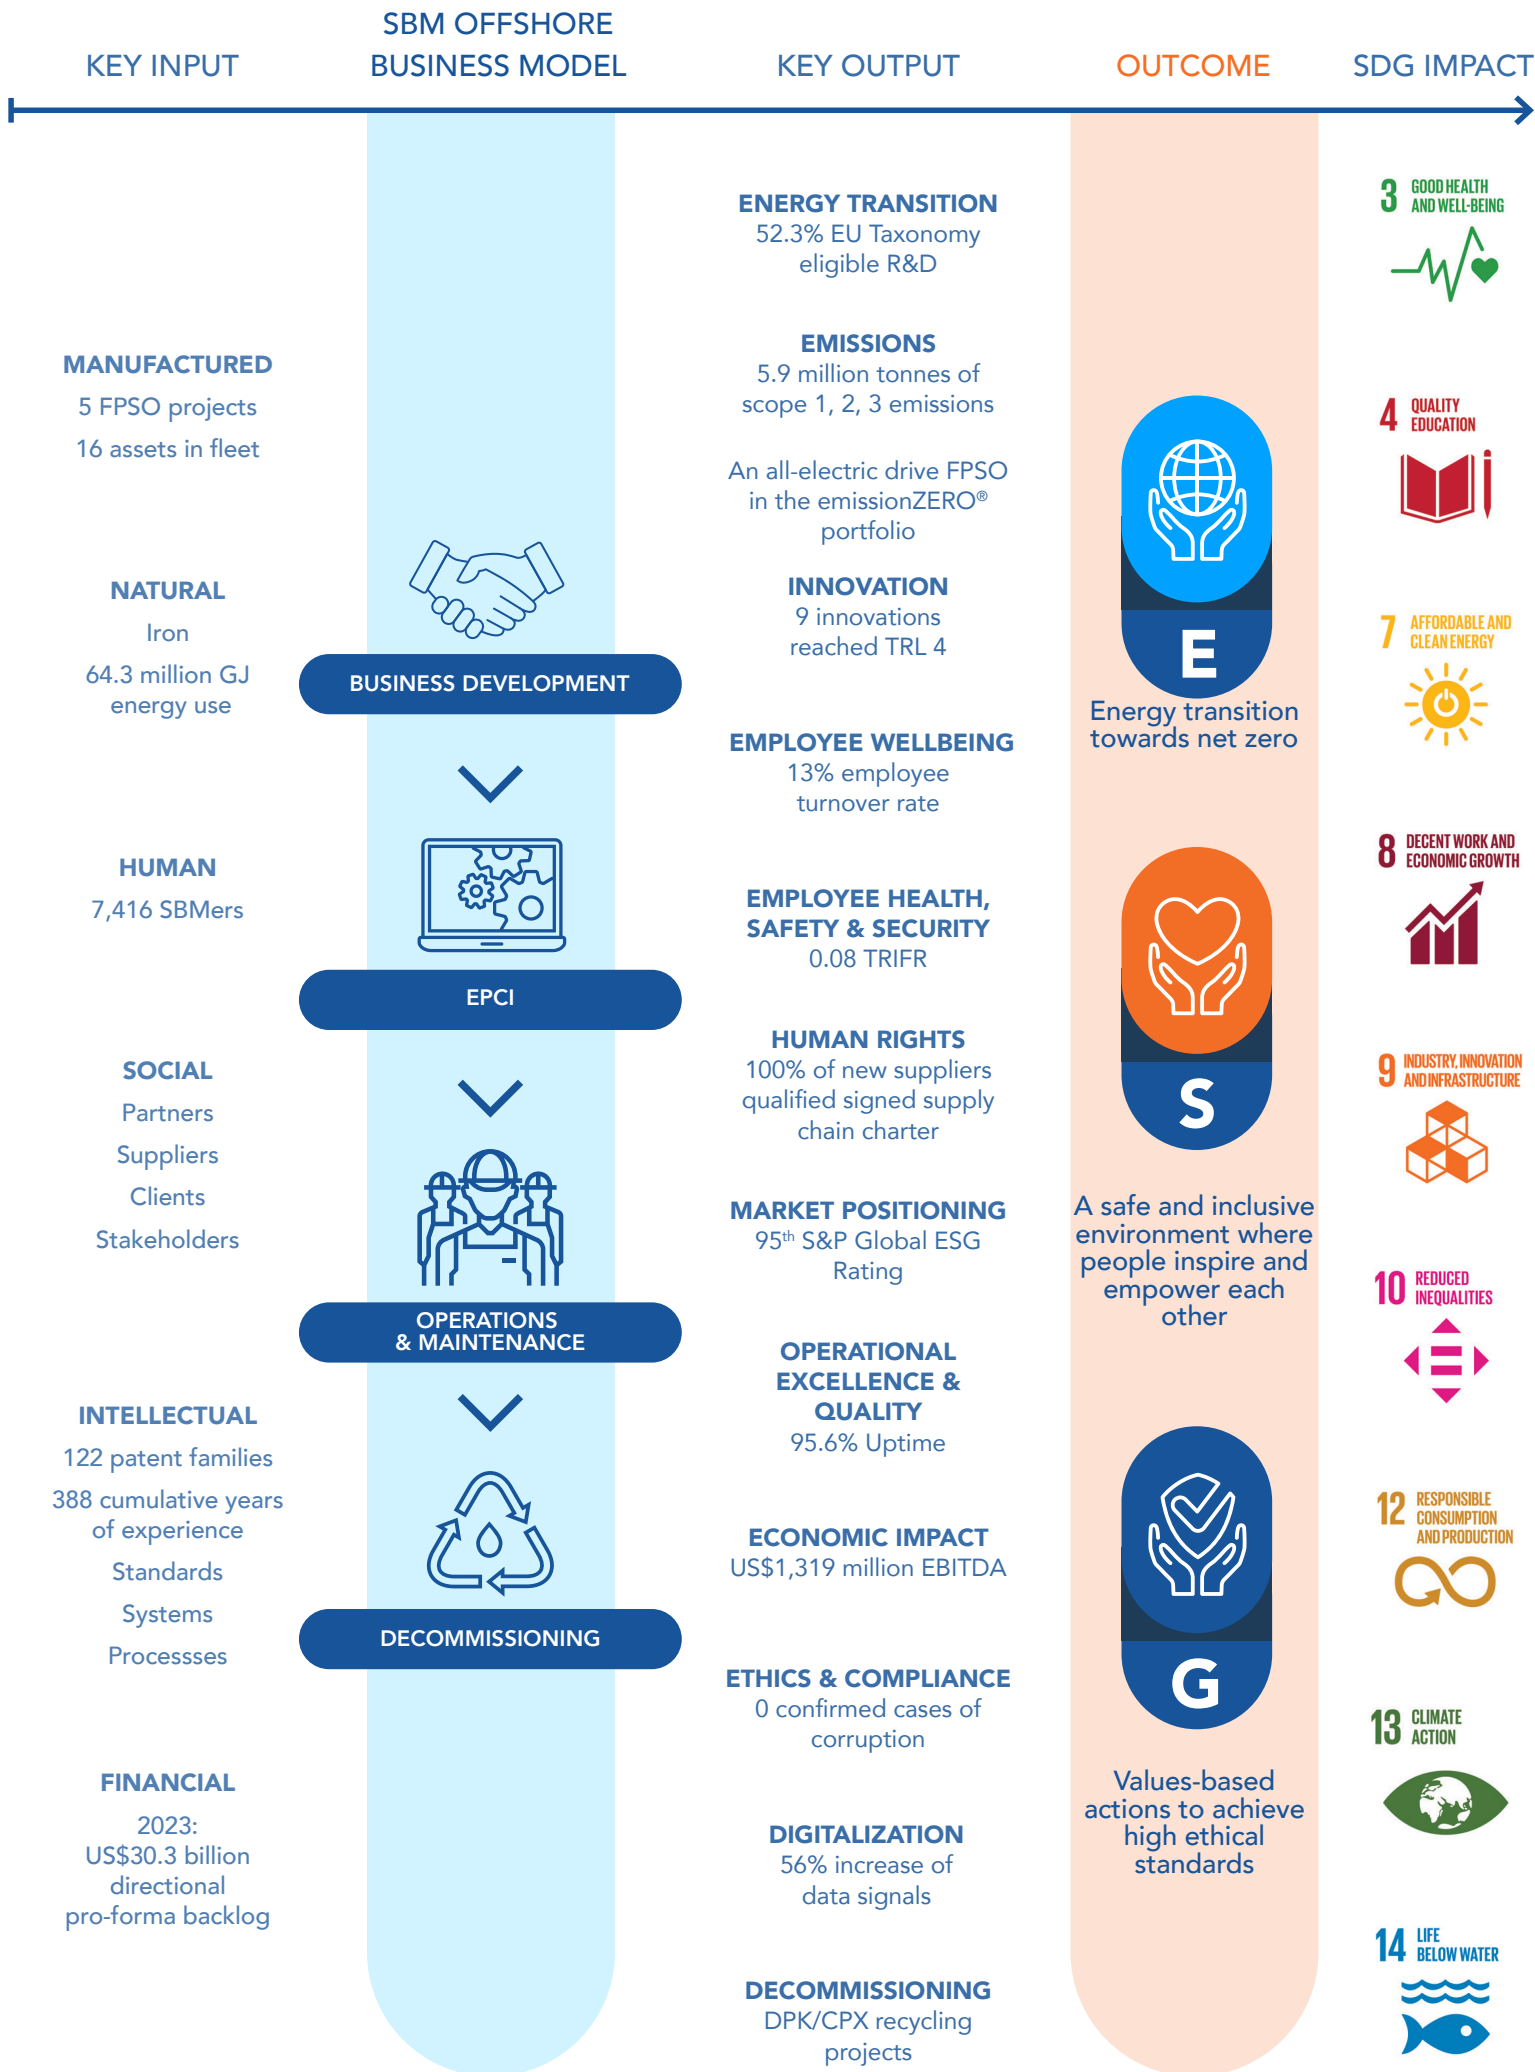 KEY INPUT
SBM OFFSHORE
BUSINESS MODEL
KEY OUTPUT
OUTCOME
SDG IMPACT
MANUFACTURED
5 FPSO projects
16 assets in fleet
NATURAL
Iron
64.3 million GJ
energy use
HUMAN
7,416 SBMers
SOCIAL
Partners
Suppliers
Clients
Stakeholders
INTELLECTUAL
122 patent families
388 cumulative years
of experience
Standards
Systems
Processses
FINANCIAL
2023:
US$30.3 billion
directional
pro-forma backlog
BUSINESS DEVELOPMENT
EPCI
OPERATIONS
& MAINTENANCE
DECOMMISSIONING
ENERGY TRANSITION
52.3% EU Taxonomy
eligible R&D
EMISSIONS
5.9 million tonnes of
scope 1, 2, 3 emissions
An all-electric drive FPSO
in the emissionZERO®
portfolio
INNOVATION
9 innovations
reached TRL 4
EMPLOYEE WELLBEING
13% employee
turnover rate
EMPLOYEE HEALTH,
SAFETY & SECURITY
0.08 TRIFR
HUMAN RIGHTS
100% of new suppliers
qualified signed supply
chain charter
MARKET POSITIONING
95th S&P Global ESG
Rating
OPERATIONAL
EXCELLENCE &
QUALITY
95.6% Uptime
ECONOMIC IMPACT
US$1,319 million EBITDA
ETHICS & COMPLIANCE
0 confirmed cases of
corruption
DIGITALIZATION
56% increase of
data signals
DECOMMISSIONING
DPK/CPX recycling
projects
E
Energy transition
towards net zero
S
A safe and inclusive
environment where
people inspire and
empower each
other
G
Values-based
actions to achieve
high ethical
standards
3 GOOD HEALTH
AND WELL-BEING
4 QUALITY
EDUCATION
7 AFFORDABLE AND
CLEAN ENERGY
8 DECENT WORK AND
ECONOMIC GROWTH
9 INDUSTRY, INNOVATION
AND INFRASTRUCTURE
10 REDUCED
INEQUALITIES
12 RESPONSIBLE
CONSUMPTION
AND PRODUCTION
13 CLIMATE
ACTION
14 LIFE
BELOW WATER